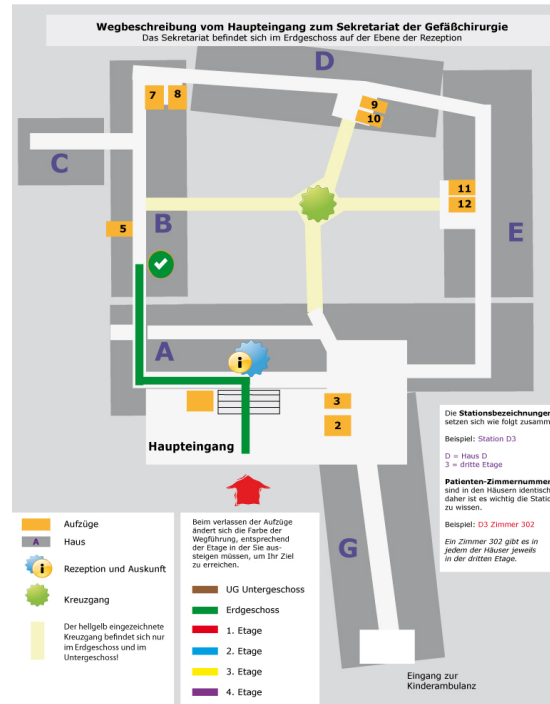 Wegbeschreibung vom Haupteingang zum Sekretariat der Gefäßchirurgie
Das Sekretariat befindet sich im Erdgeschoss auf der Ebene der Rezeption
D
7
8
9
10
C
11
12
B
5
E
A
i
3
2
Haupteingang
G
Die Stationsbezeichnungen
setzen sich wie folgt zusamm
Beispiel: Station D3
D = Haus D
3 = dritte Etage
Patienten-Zimmernummer
sind in den Häusern identisch
daher ist es wichtig die Statio
zu wissen.
Beispiel: D3 Zimmer 302
Ein Zimmer 302 gibt es in
jedem der Häuser jeweils
in der dritten Etage.
Aufzüge
A
Haus
i
Rezeption und Auskunft
Kreuzgang
Der hellgelb eingezeichnete
Kreuzgang befindet sich nur
im Erdgeschoss und im
Untergeschoss!
Beim verlassen der Aufzüge
ändert sich die Farbe der
Wegführung, entsprechend
der Etage in der Sie aus-
steigen müssen, um Ihr Ziel
zu erreichen.
UG Untergeschoss
Erdgeschoss
1. Etage
2. Etage
3. Etage
4. Etage
Eingang zur
Kinderambulanz